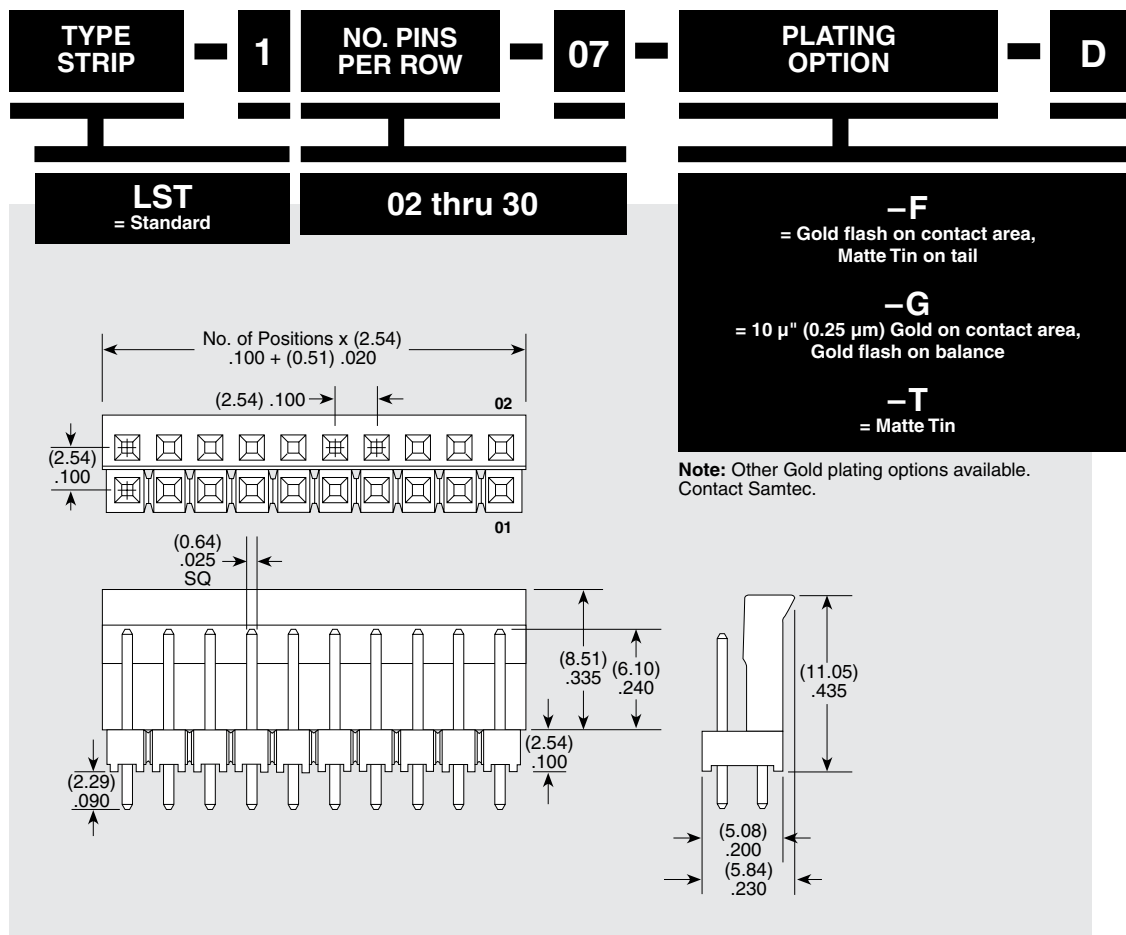 TYPE
STRIP
1
NO. PINS
PER ROW
07
PLATING
OPTION
D
LST
= Standard
02 thru 30
–F
= Gold flash on contact area,
Matte Tin on tail
–G
= 10 µ" (0.25 µm) Gold on contact area,
Gold flash on balance
–T
= Matte Tin
Note: Other Gold plating options available.
Contact Samtec.
No. of Positions x (2.54)
.100 + (0.51) .020
(2.54) .100
02
(2.54)
.100
01
(0.64)
.025
SQ
(8.51)
.335
(6.10)
.240
(2.54)
.100
(2.29)
.090
(11.05)
.435
(5.08)
.200
(5.84)
.230